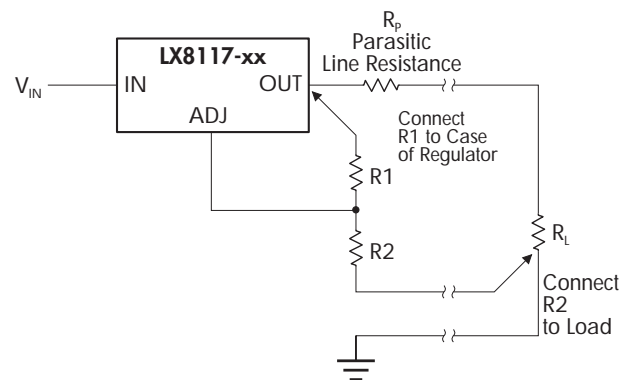 R_P
Parasitic
Line Resistance
LX8117-xx
V_IN
IN
OUT
ADJ
Connect
R1 to Case
of Regulator
R1
R2
R_L
Connect
R2
to Load